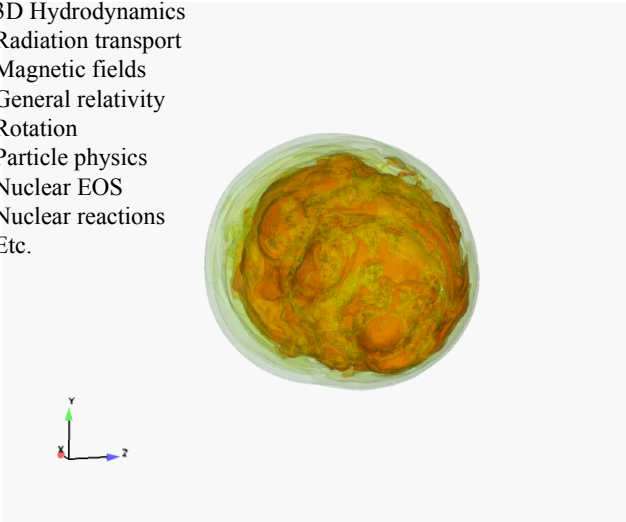 3D Hydrodynamics
Radiation transport
Magnetic fields
General relativity
Rotation
Particle physics
Nuclear EOS
Nuclear reactions
Etc.
Y
X
Z